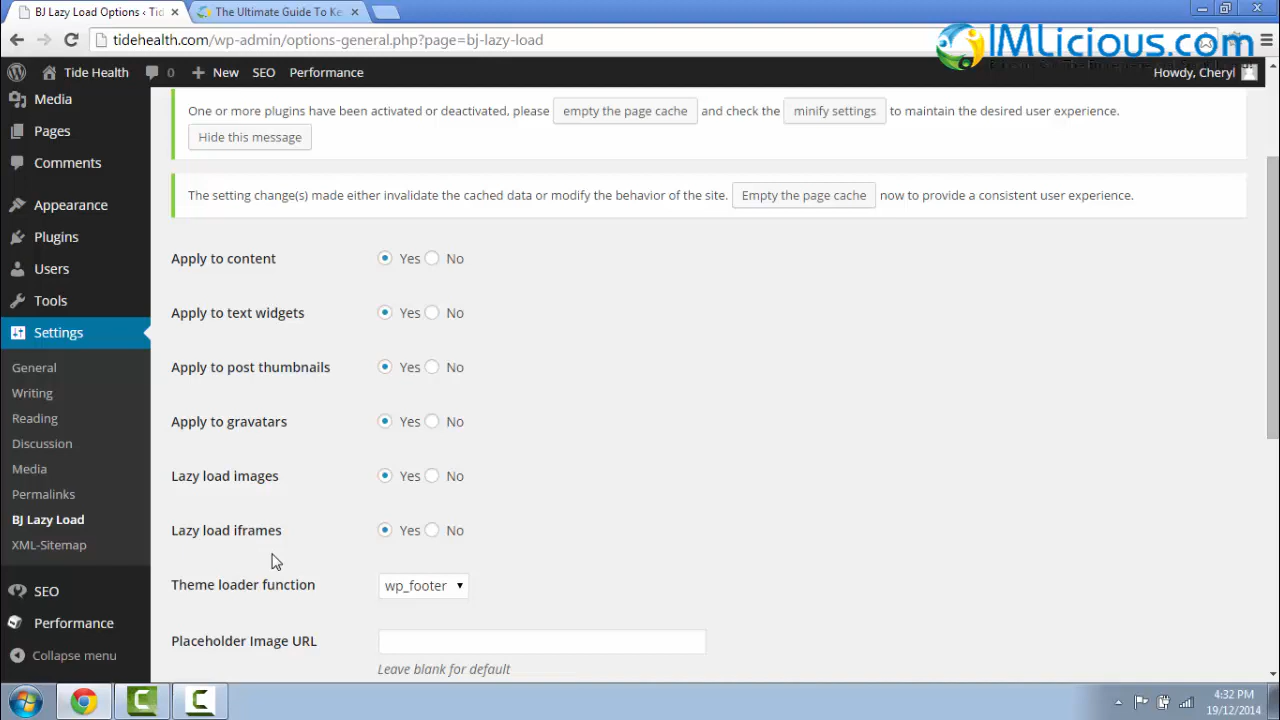 BJ Lazy Load Options ‹ Tid
The Ultimate Guide To Ke
tidehealth.com/wp-admin/options-general.php?page=bj-lazy-load
IMLicious.com
Tide Health
0
New
SEO
Performance
Howdy, Cheryl
Media
Pages
Comments
Appearance
Plugins
Users
Tools
Settings
General
Writing
Reading
Discussion
Media
Permalinks
BJ Lazy Load
XML-Sitemap
SEO
Performance
Collapse menu
One or more plugins have been activated or deactivated, please empty the page cache and check the minify settings to maintain the desired user experience.
Hide this message
The setting change(s) made either invalidate the cached data or modify the behavior of the site. Empty the page cache now to provide a consistent user experience.
Apply to content Yes No
Apply to text widgets Yes No
Apply to post thumbnails Yes No
Apply to gravatars Yes No
Lazy load images Yes No
Lazy load iframes Yes No
Theme loader function wp_footer
Placeholder Image URL
Leave blank for default
4:32 PM
19/12/2014